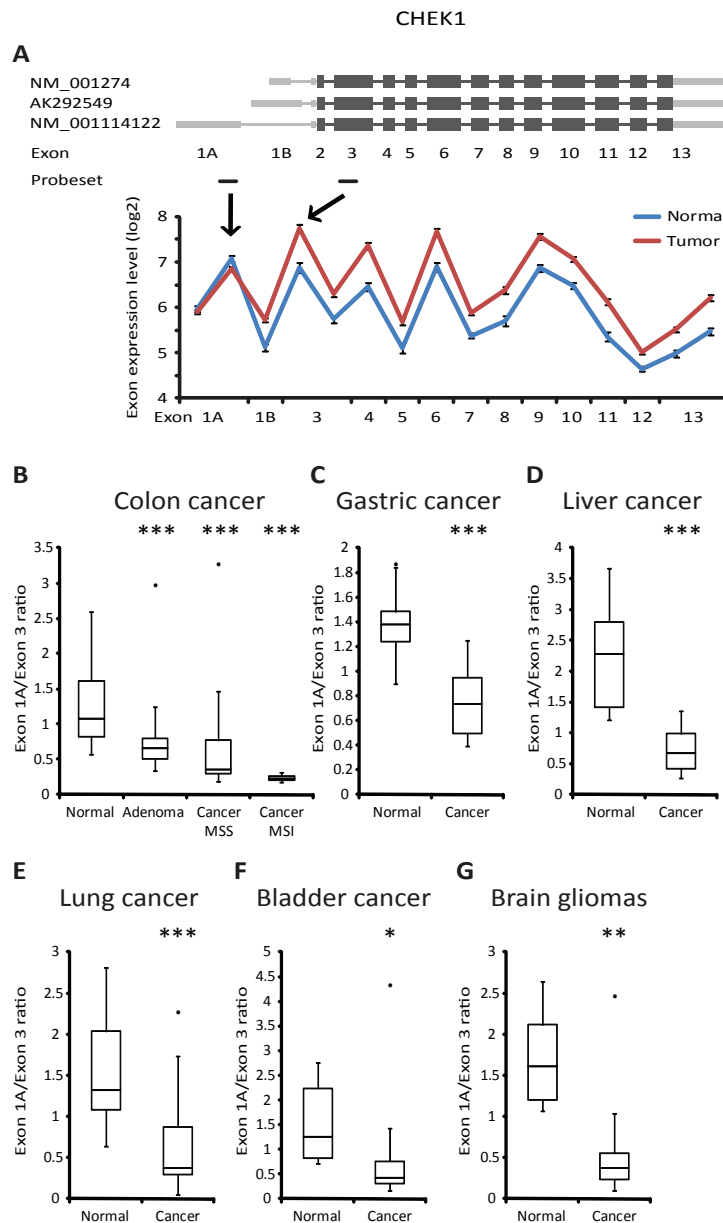 CHEK1
A
NM_001274
AK292549
NM_001114122
Exon 1A 1B 2 3 4 5 6 7 8 9 10 11 12 13
Probeset
Exon expression level (log2)
8
7
6
5
4
Norma
Tumor
Exon 1A 1B 3 4 5 6 7 8 9 10 11 12 13
B
Colon cancer
*** *** ***
Exon 1A/Exon 3 ratio
3.5
3
2.5
2
1.5
1
0.5
0
Normal Adenoma Cancer Cancer
MSS MSI
C
Gastric cancer
***
Exon 1A/Exon 3 ratio
2
1.8
1.6
1.4
1.2
1
0.8
0.6
0.4
0.2
0
Normal Cancer
D
Liver cancer
***
Exon 1A/Exon 3 ratio
4
3.5
3
2.5
2
1.5
1
0.5
0
Normal Cancer
E
Lung cancer
***
Exon 1A/Exon 3 ratio
3
2.5
2
1.5
1
0.5
0
Normal Cancer
F
Bladder cancer
*
Exon 1A/Exon 3 ratio
5
4.5
4
3.5
3
2.5
2
1.5
1
0.5
0
Normal Cancer
G
Brain gliomas
**
Exon 1A/Exon 3 ratio
3
2.5
2
1.5
1
0.5
0
Normal Cancer